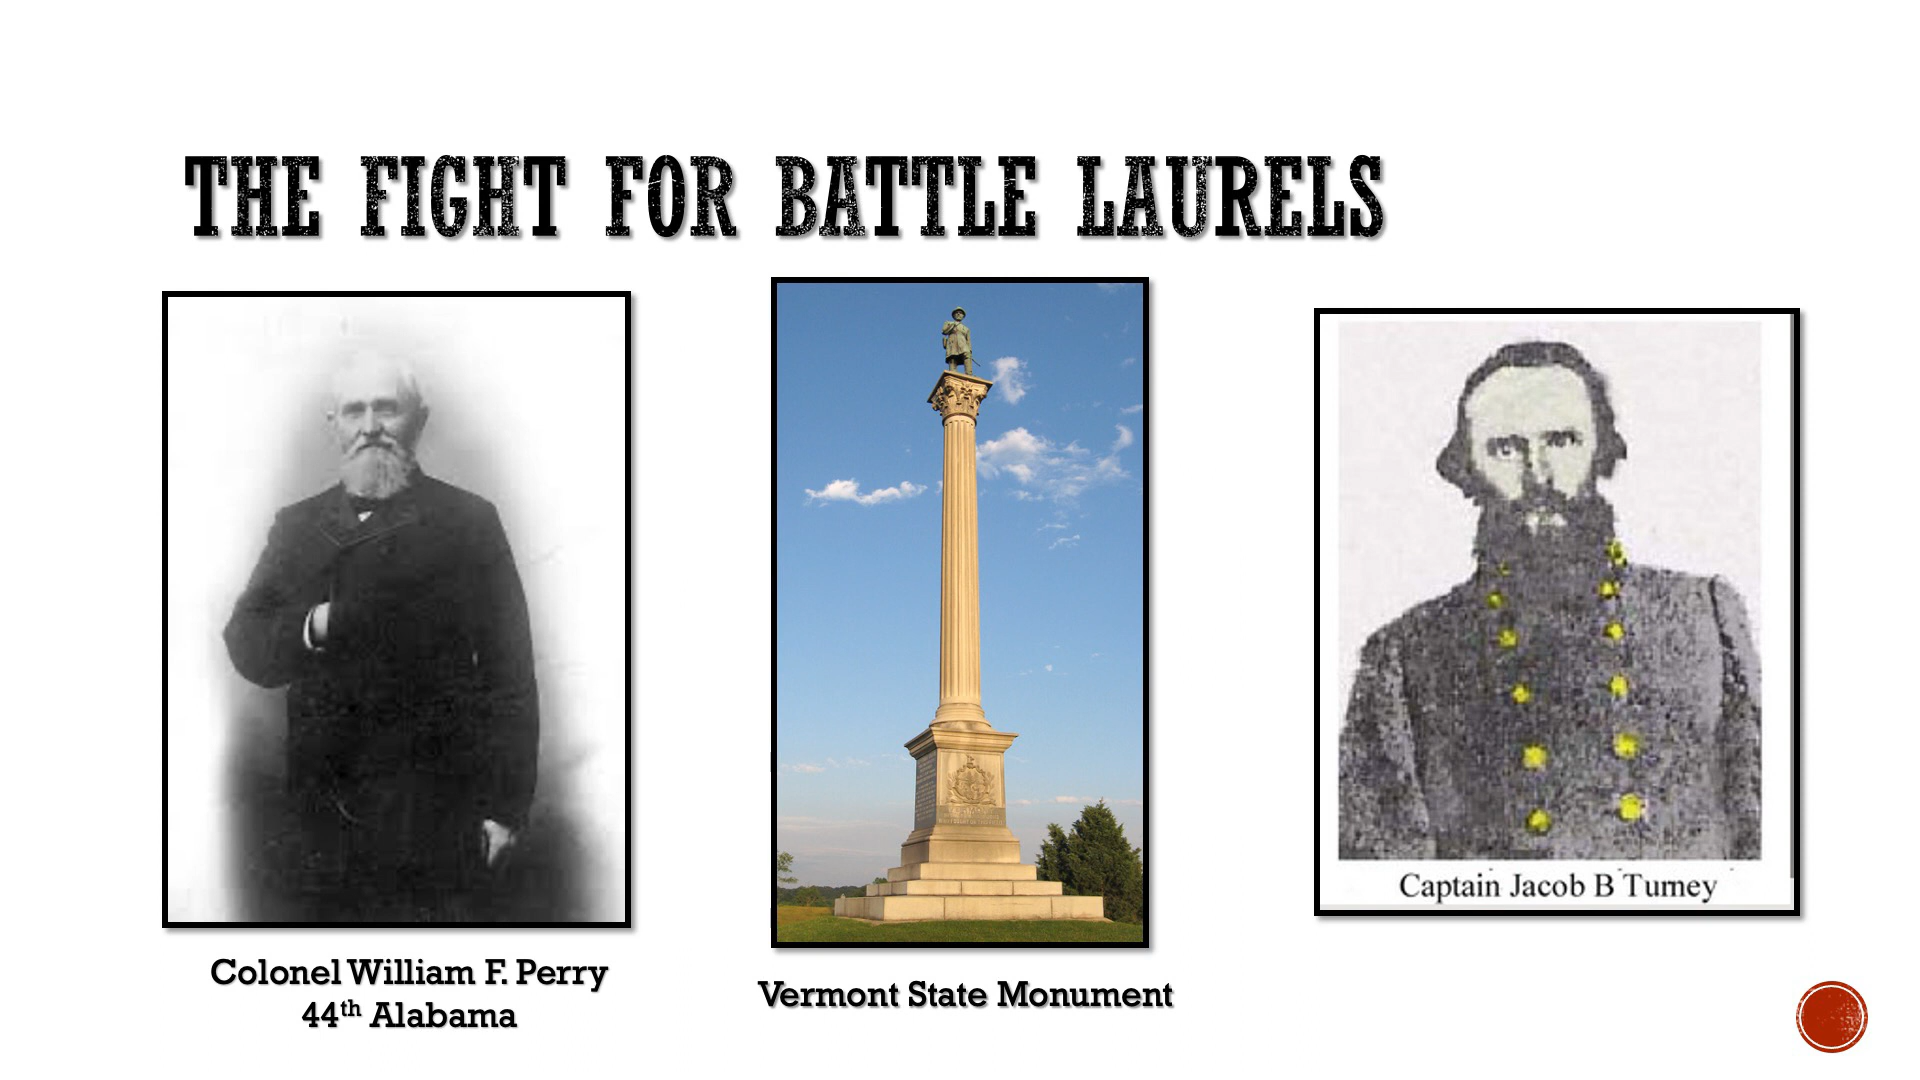 THE FIGHT FOR BATTLE LAURELS
Colonel William F. Perry
44th Alabama
Vermont State Monument
Captain Jacob B Turney